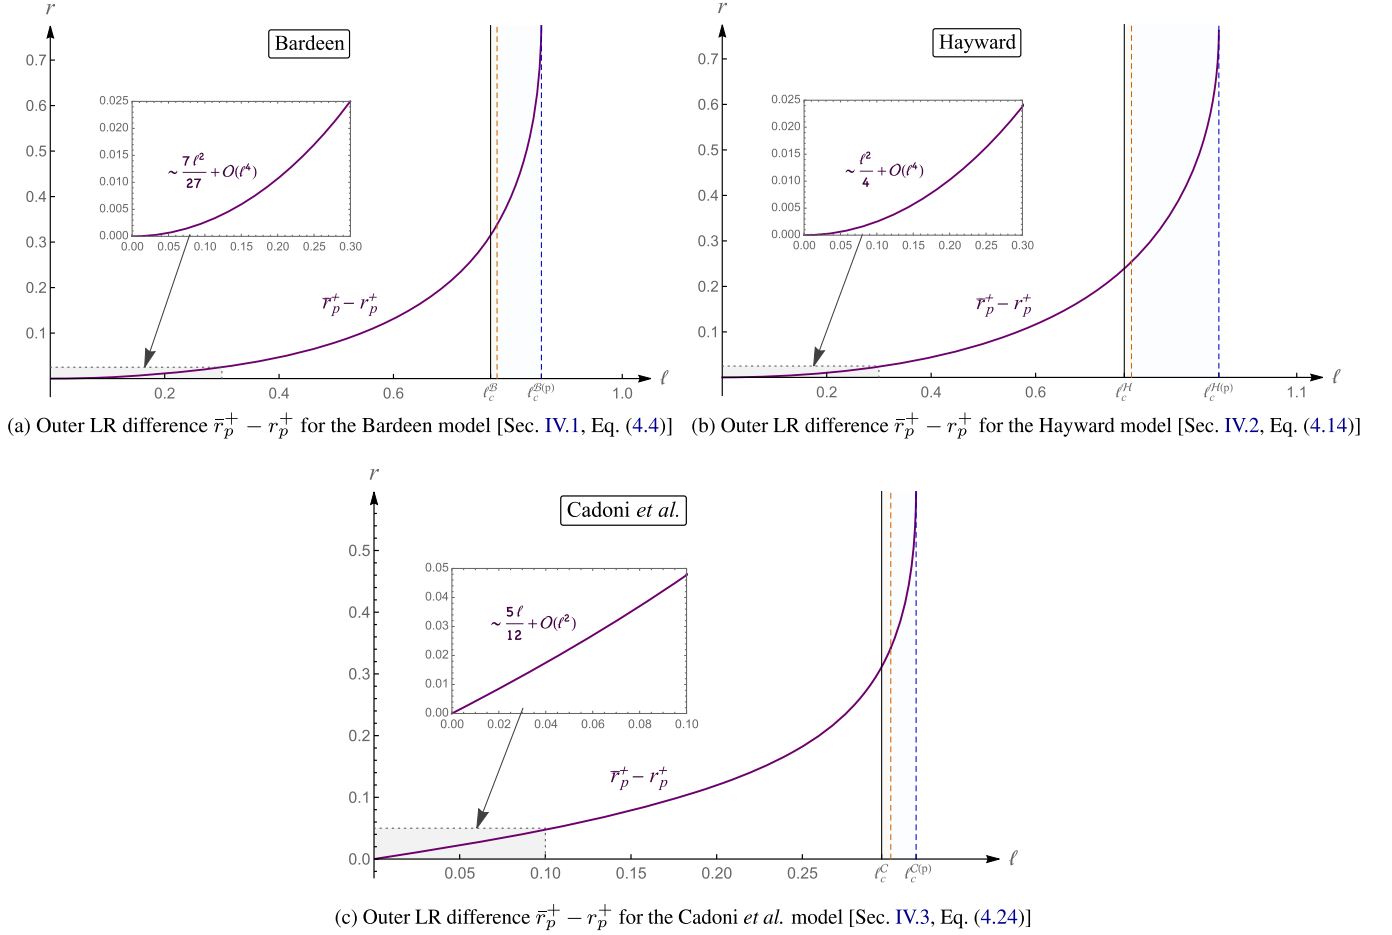 r
Bardeen
0.7
0.6
0.5
0.4
0.3
0.2
0.1
0.025
0.020
0.015
0.010
0.005
0.000
~ 7ℓ²/27 + O(ℓ⁴)
0.00 0.05 0.10 0.15 0.20 0.25 0.30
r̄ₚ⁺ − rₚ⁺
0.2 0.4 0.6 ℓ_c^ℬ ℓ_c^ℬ(p) 1.0 ℓ
(a) Outer LR difference r̄ₚ⁺ − rₚ⁺ for the Bardeen model [Sec. IV.1, Eq. (4.4)]
r
Hayward
0.7
0.6
0.5
0.4
0.3
0.2
0.1
0.025
0.020
0.015
0.010
0.005
0.000
~ ℓ²/4 + O(ℓ⁴)
0.00 0.05 0.10 0.15 0.20 0.25 0.30
r̄ₚ⁺ − rₚ⁺
0.2 0.4 0.6 ℓ_c^H ℓ_c^H(p) 1.1 ℓ
(b) Outer LR difference r̄ₚ⁺ − rₚ⁺ for the Hayward model [Sec. IV.2, Eq. (4.14)]
r
Cadoni et al.
0.5
0.4
0.3
0.2
0.1
0.0
0.05
0.04
0.03
0.02
0.01
0.00
~ 5ℓ/12 + O(ℓ²)
0.00 0.02 0.04 0.06 0.08 0.10
r̄ₚ⁺ − rₚ⁺
0.05 0.10 0.15 0.20 0.25 ℓ_c^C ℓ_c^C(p) ℓ
(c) Outer LR difference r̄ₚ⁺ − rₚ⁺ for the Cadoni et al. model [Sec. IV.3, Eq. (4.24)]